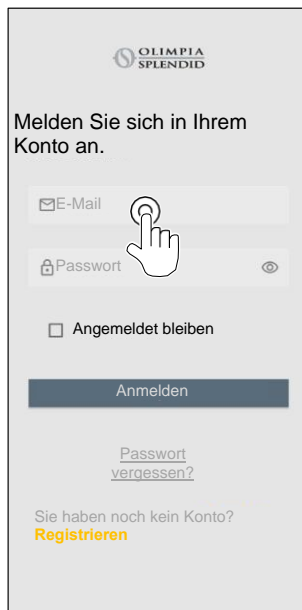 OLIMPIA
SPLENDID
Melden Sie sich in Ihrem
Konto an.
E-Mail
Passwort
Angemeldet bleiben
Anmelden
Passwort
vergessen?
Sie haben noch kein Konto?
Registrieren